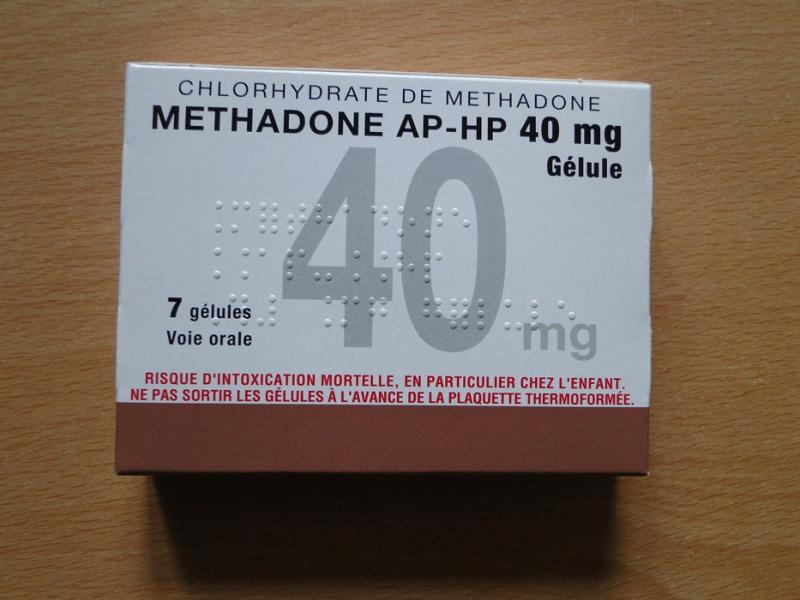 CHLORHYDRATE DE METHADONE
METHADONE AP-HP 40 mg
Gélule
40 mg
7 gélules
Voie orale
RISQUE D'INTOXICATION MORTELLE, EN PARTICULIER CHEZ L'ENFANT.
NE PAS SORTIR LES GÉLULES À L'AVANCE DE LA PLAQUETTE THERMOFORMÉE.